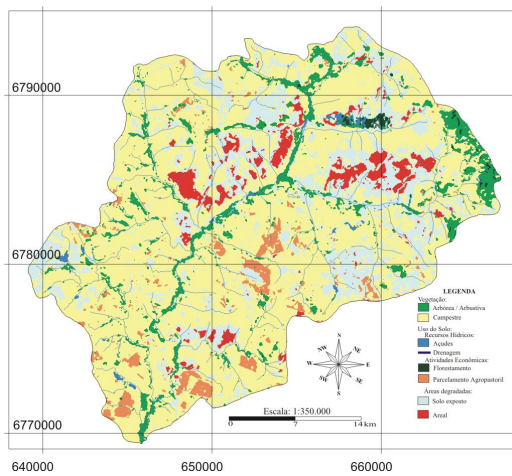 6790000
6780000
6770000
640000
650000
660000
N
NE
E
SE
S
SW
W
NW
Escala: 1:350.000
0 7 14 km
LEGENDA
Vegetação:
Arbórea / Arbustiva
Campestre
Uso do Solo:
Recursos Hídricos:
Açudes
Drenagem
Atividades Econômicas:
Florestamento
Parcelamento Agropastoril
Áreas degradadas:
Solo exposto
Areal